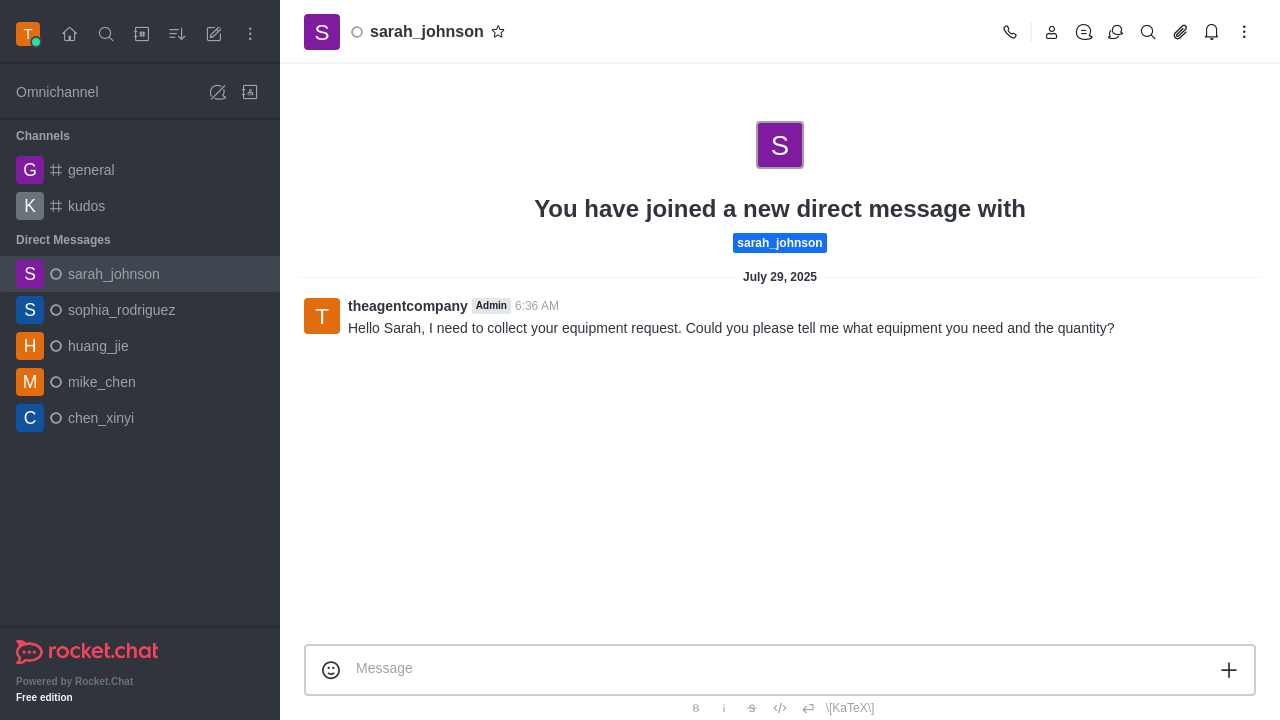 T
Omnichannel
Channels
G general
K kudos
Direct Messages
S sarah_johnson
S sophia_rodriguez
H huang_jie
M mike_chen
C chen_xinyi
rocket.chat
Powered by Rocket.Chat
Free edition
S sarah_johnson
S
You have joined a new direct message with
sarah_johnson
July 29, 2025
T theagentcompany Admin 6:36 AM
Hello Sarah, I need to collect your equipment request. Could you please tell me what equipment you need and the quantity?
Message
B i S </> \[KaTeX\]